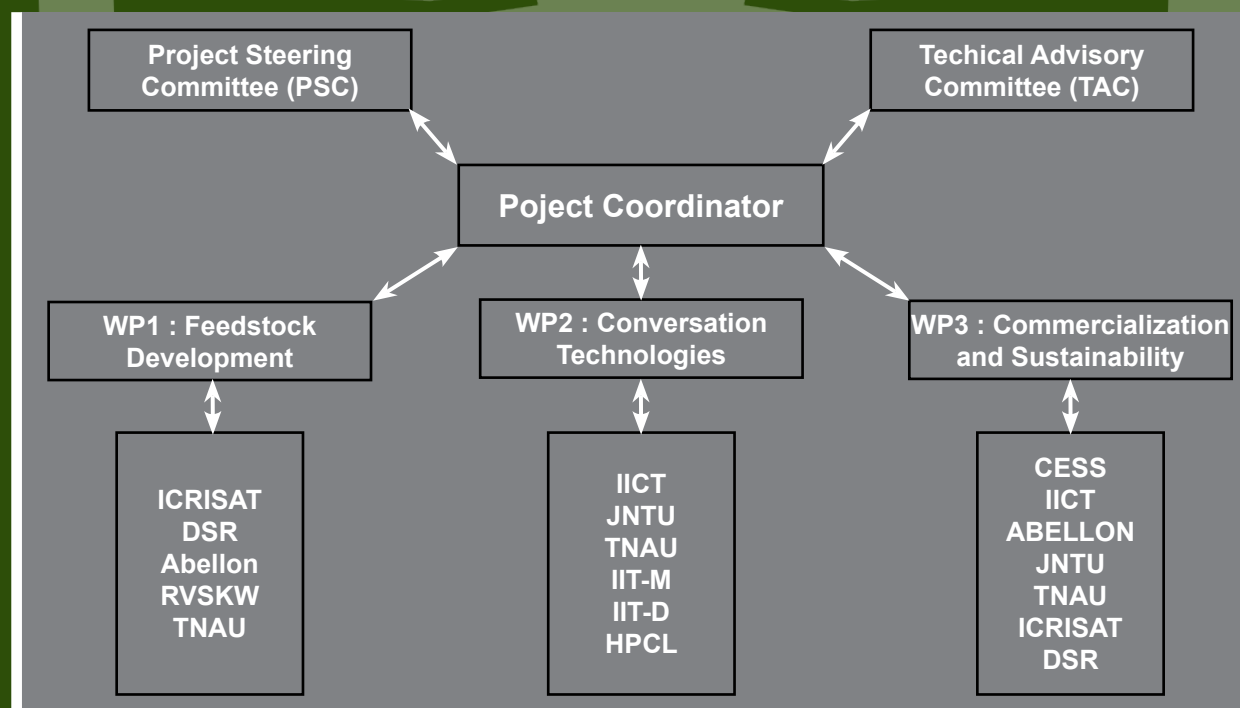 Project Steering
Committee (PSC)
Techical Advisory
Committee (TAC)
Poject Coordinator
WP1 : Feedstock
Development
WP2 : Conversation
Technologies
WP3 : Commercialization
and Sustainability
ICRISAT
DSR
Abellon
RVSKW
TNAU
IICT
JNTU
TNAU
IIT-M
IIT-D
HPCL
CESS
IICT
ABELLON
JNTU
TNAU
ICRISAT
DSR